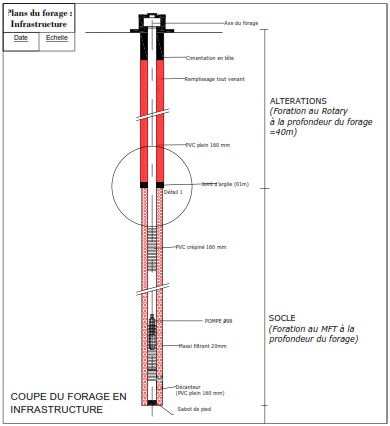 Plans du forage :
Infrastructure
Date
Echelle
Axe du forage
Cimentation en tête
Remplissage tout venant
ALTERATIONS
(Foration au Rotary
à la profondeur du forage
=40m)
PVC plein 160 mm
Joint d'argile (01m)
Détail 1
PVC crépiné 160 mm
POMPE Ø98
SOCLE
(Foration au MFT à la
profondeur du forage)
Massi filtrant 20mm
Décanteur
(PVC plein 160 mm)
Sabot de pied
COUPE DU FORAGE EN
INFRASTRUCTURE